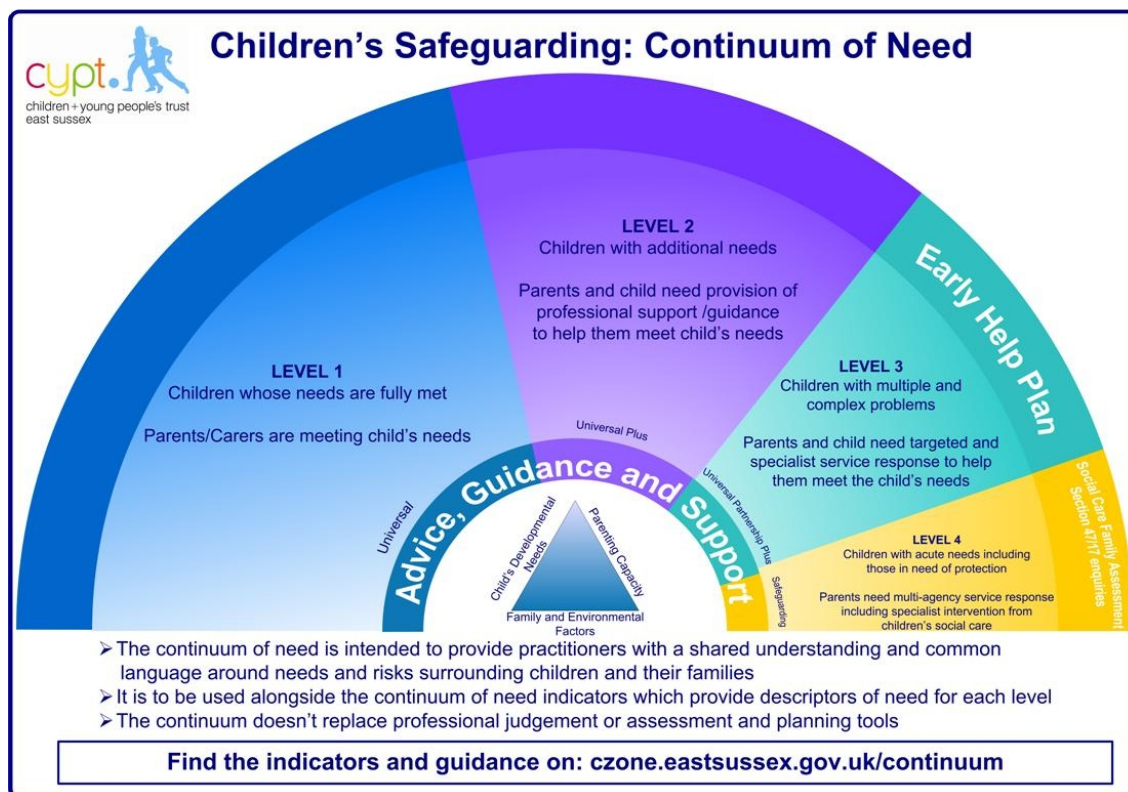 Children's Safeguarding: Continuum of Need
cypt.
children + young people's trust
east sussex
LEVEL 1
Children whose needs are fully met
Parents/Carers are meeting child's needs
Universal
LEVEL 2
Children with additional needs
Parents and child need provision of
professional support /guidance
to help them meet child's needs
Universal Plus
Early Help Plan
LEVEL 3
Children with multiple and
complex problems
Parents and child need targeted and
specialist service response to help
them meet the child's needs
Universal Partnership Plus
Social Care Family Assessment
Section 47/17 enquiries
LEVEL 4
Children with acute needs including
those in need of protection
Parents need multi-agency service response
including specialist intervention from
children's social care
Safeguarding
Advice, Guidance and Support
Child's Developmental
Needs
Parenting Capacity
Family and Environmental
Factors
➢ The continuum of need is intended to provide practitioners with a shared understanding and common
language around needs and risks surrounding children and their families
➢ It is to be used alongside the continuum of need indicators which provide descriptors of need for each level
➢ The continuum doesn't replace professional judgement or assessment and planning tools
Find the indicators and guidance on: czone.eastsussex.gov.uk/continuum